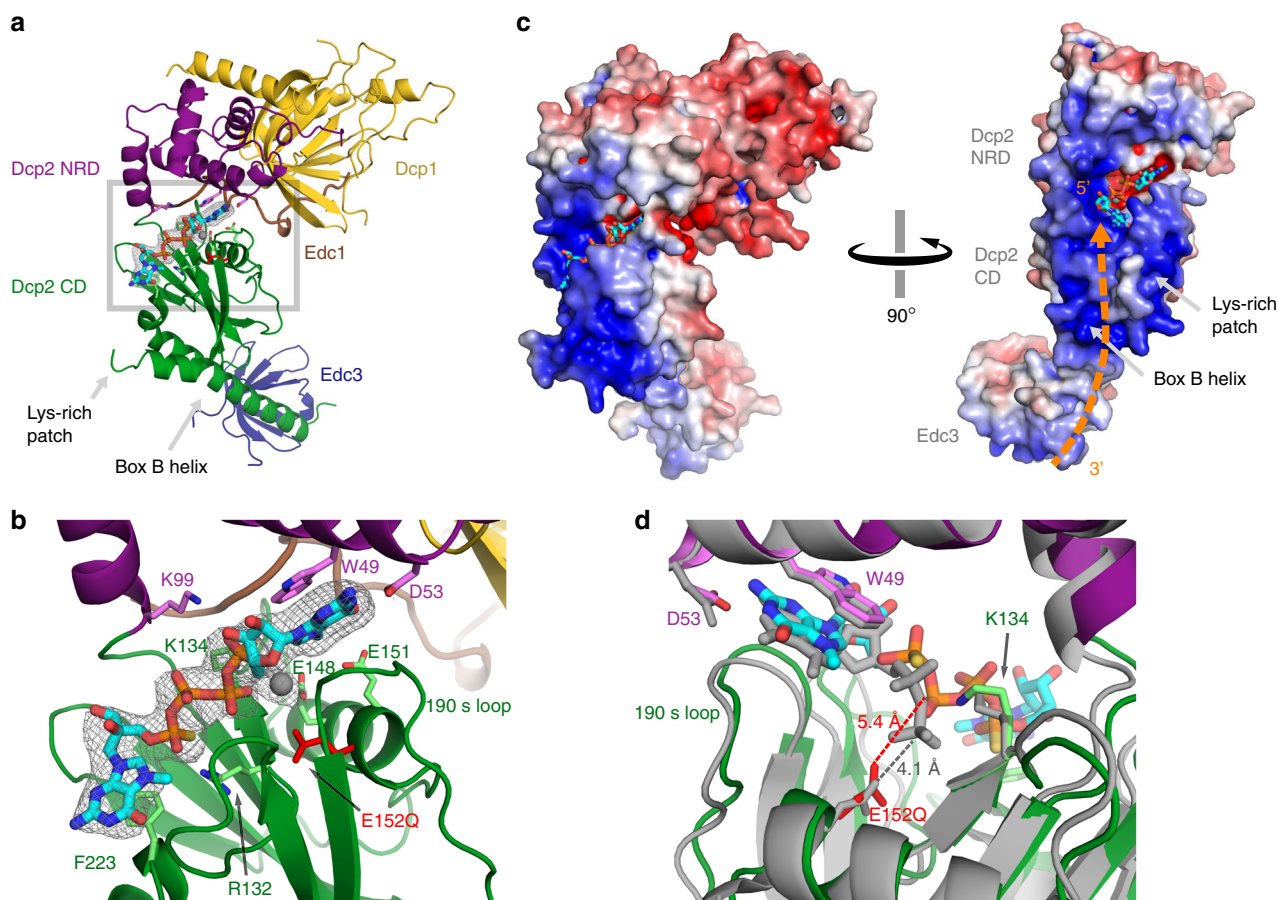 a
Dcp2 NRD
Dcp1
Edc1
Dcp2 CD
Edc3
Lys-rich
patch
Box B helix
c
90°
Dcp2
NRD
5’
Dcp2
CD
Lys-rich
patch
Box B helix
Edc3
3’
b
K99
W49
D53
K134
E148
E151
190 s loop
E152Q
F223
R132
d
W49
D53
K134
190 s loop
5.4 Å
4.1 Å
E152Q